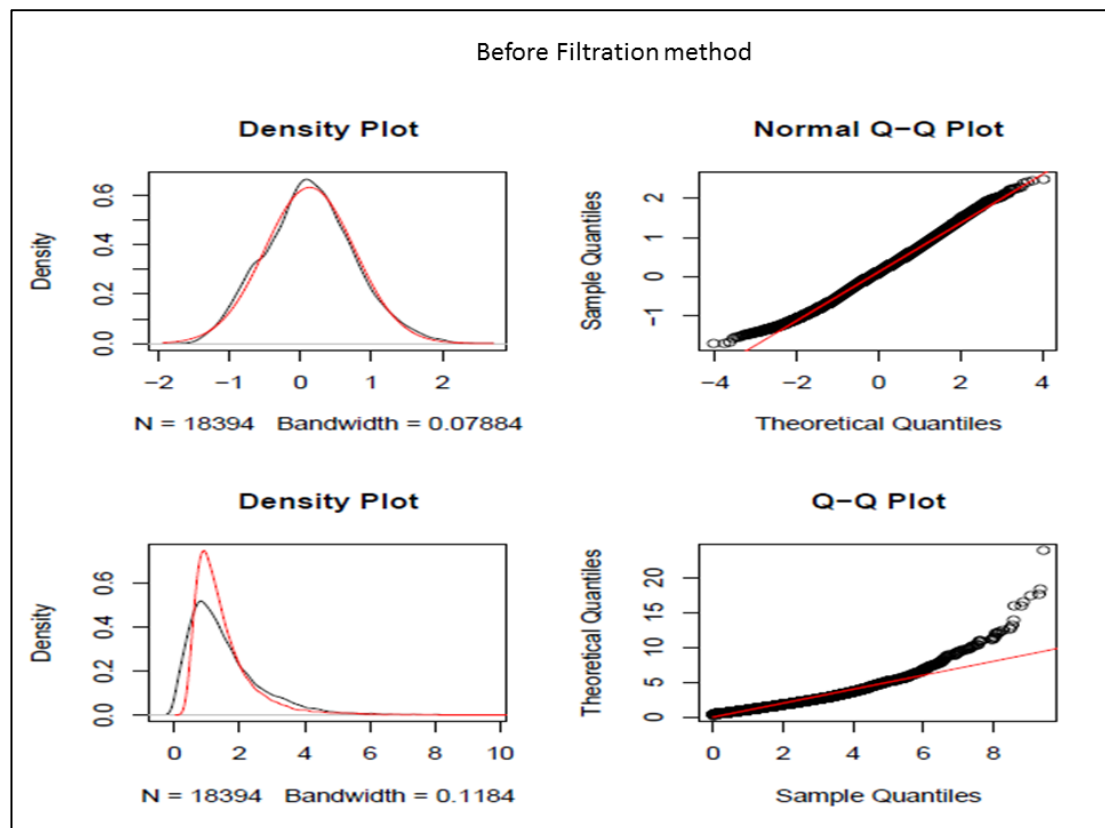 Before Filtration method
Density Plot
Density
0.0 0.2 0.4 0.6
−2 −1 0 1 2
N = 18394 Bandwidth = 0.07884
Normal Q−Q Plot
Sample Quantiles
−1 0 1 2
−4 −2 0 2 4
Theoretical Quantiles
Density Plot
Density
0.0 0.2 0.4 0.6
0 2 4 6 8 10
N = 18394 Bandwidth = 0.1184
Q−Q Plot
Theoretical Quantiles
0 5 10 15 20
0 2 4 6 8
Sample Quantiles